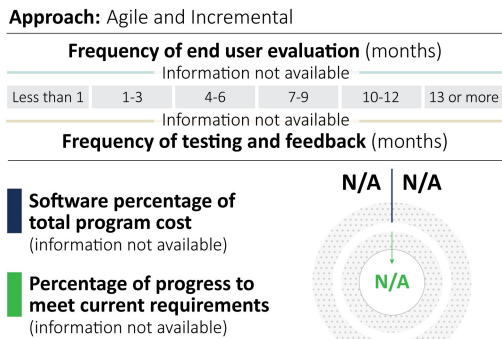 Approach: Agile and Incremental
Frequency of end user evaluation (months)
Information not available
Less than 1 1-3 4-6 7-9 10-12 13 or more
Information not available
Frequency of testing and feedback (months)
Software percentage of
total program cost
(information not available)
Percentage of progress to
meet current requirements
(information not available)
N/A N/A
N/A